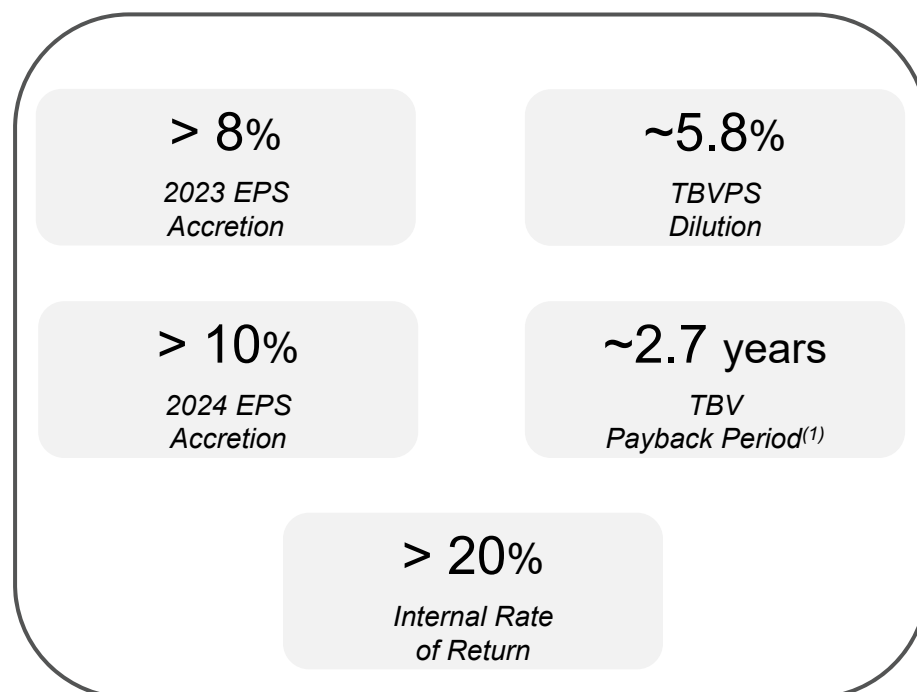 > 8%
2023 EPS
Accretion
~5.8%
TBVPS
Dilution
> 10%
2024 EPS
Accretion
~2.7 years
TBV
Payback Period(1)
> 20%
Internal Rate
of Return